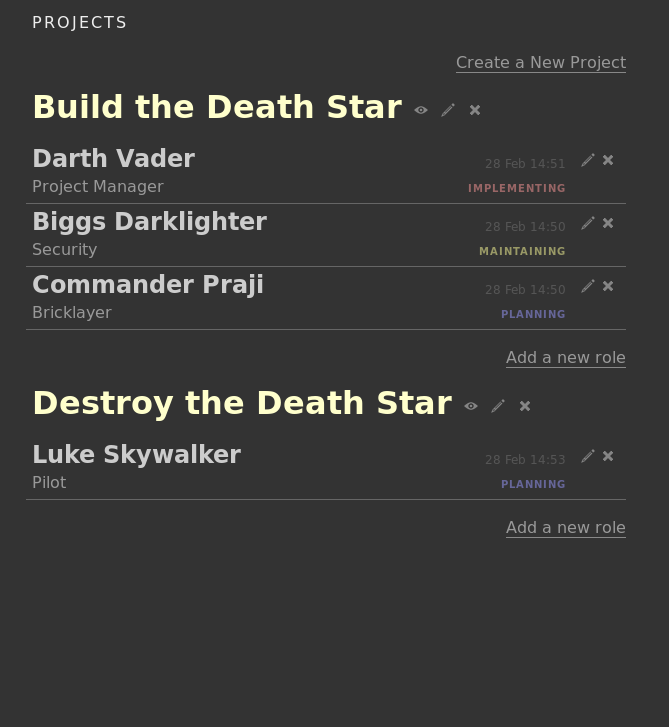 PROJECTS
Create a New Project
Build the Death Star
Darth Vader 28 Feb 14:51
Project Manager IMPLEMENTING
Biggs Darklighter 28 Feb 14:50
Security MAINTAINING
Commander Praji 28 Feb 14:50
Bricklayer PLANNING
Add a new role
Destroy the Death Star
Luke Skywalker 28 Feb 14:53
Pilot PLANNING
Add a new role